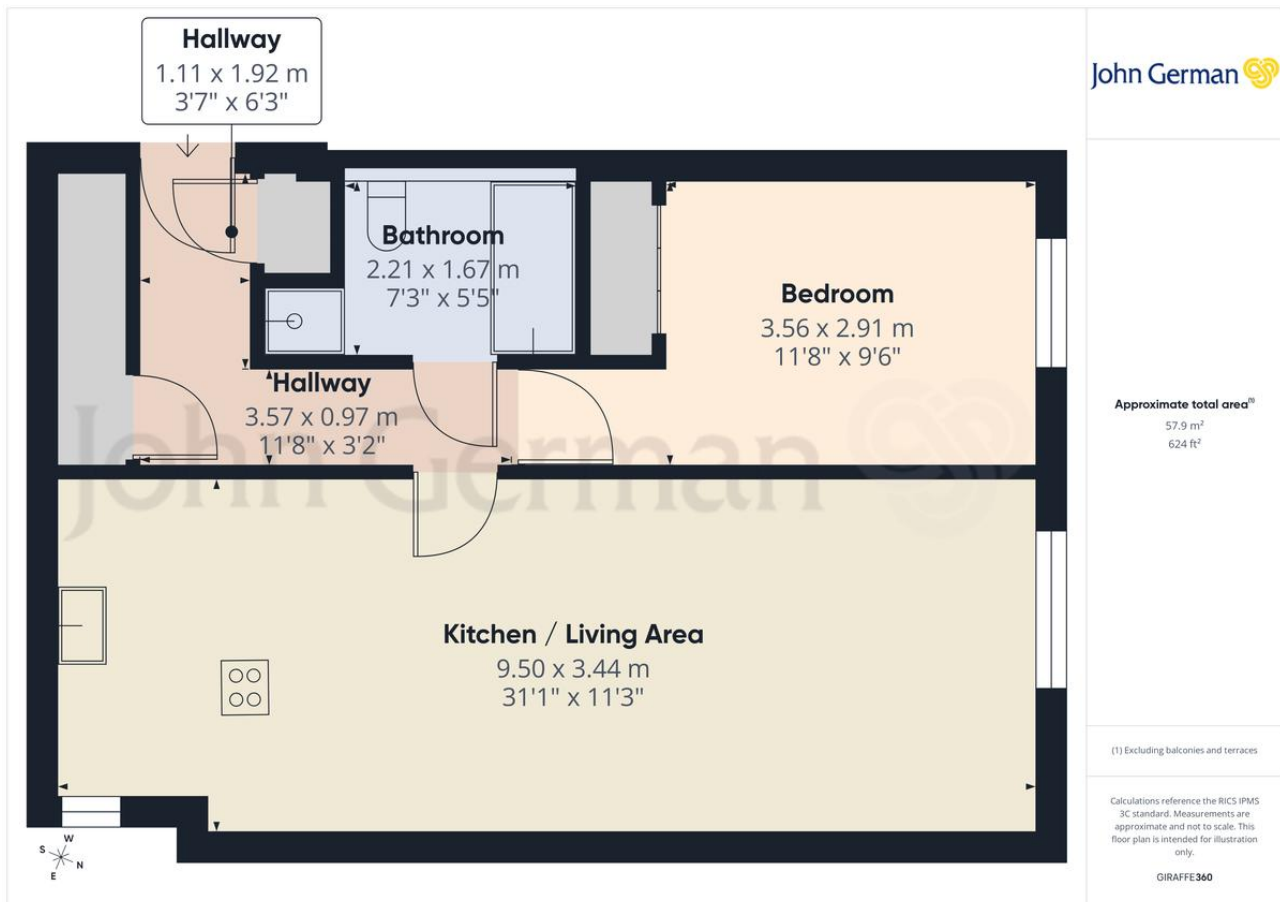 Hallway
1.11 x 1.92 m
3'7" x 6'3"
John German
Bathroom
2.21 x 1.67 m
7'3" x 5'5"
Bedroom
3.56 x 2.91 m
11'8" x 9'6"
Hallway
3.57 x 0.97 m
11'8" x 3'2"
John German
Kitchen / Living Area
9.50 x 3.44 m
31'1" x 11'3"
Approximate total area(1)
57.9 m²
624 ft²
(1) Excluding balconies and terraces
Calculations reference the RICS IPMS
3C standard. Measurements are
approximate and not to scale. This
floor plan is intended for illustration
only.
GIRAFFE360
W
S
N
E